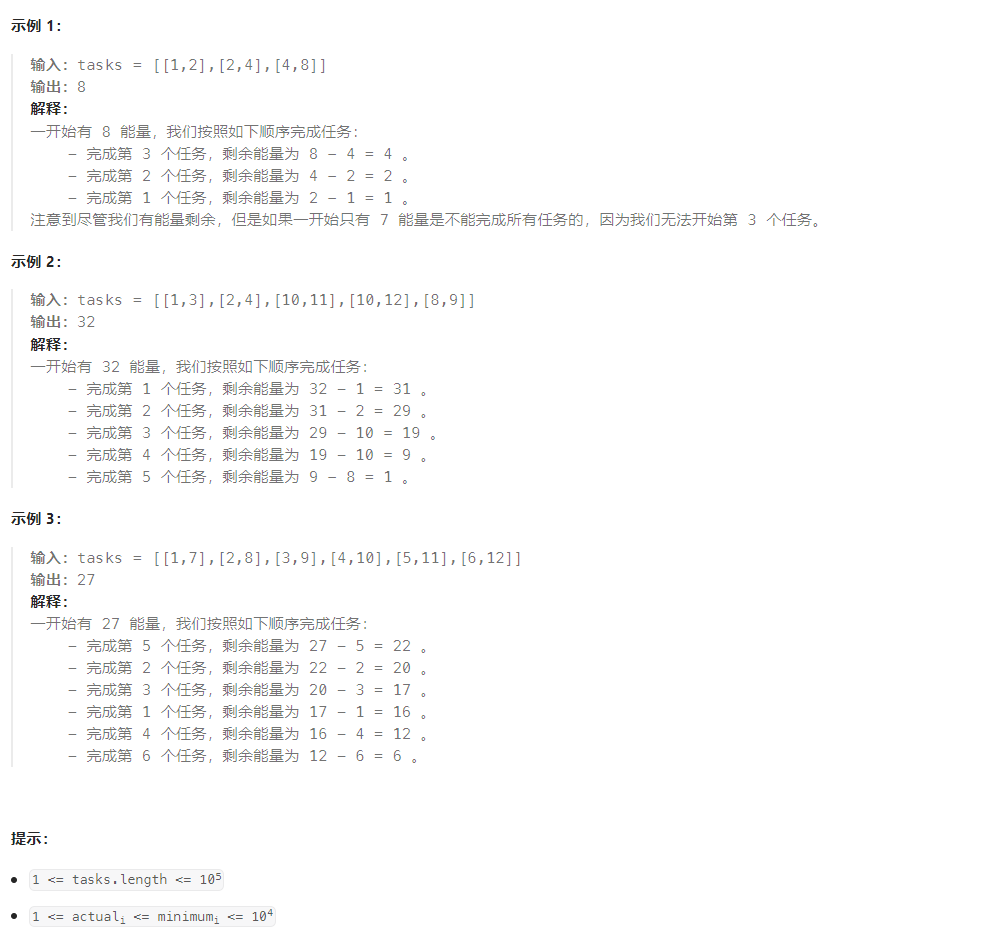 示例 1：
输入：tasks = [[1,2],[2,4],[4,8]]
输出：8
解释：
一开始有 8 能量，我们按照如下顺序完成任务：
- 完成第 3 个任务，剩余能量为 8 - 4 = 4 。
- 完成第 2 个任务，剩余能量为 4 - 2 = 2 。
- 完成第 1 个任务，剩余能量为 2 - 1 = 1 。
注意到尽管我们有能量剩余，但是如果一开始只有 7 能量是不能完成所有任务的，因为我们无法开始第 3 个任务。
示例 2：
输入：tasks = [[1,3],[2,4],[10,11],[10,12],[8,9]]
输出：32
解释：
一开始有 32 能量，我们按照如下顺序完成任务：
- 完成第 1 个任务，剩余能量为 32 - 1 = 31 。
- 完成第 2 个任务，剩余能量为 31 - 2 = 29 。
- 完成第 3 个任务，剩余能量为 29 - 10 = 19 。
- 完成第 4 个任务，剩余能量为 19 - 10 = 9 。
- 完成第 5 个任务，剩余能量为 9 - 8 = 1 。
示例 3：
输入：tasks = [[1,7],[2,8],[3,9],[4,10],[5,11],[6,12]]
输出：27
解释：
一开始有 27 能量，我们按照如下顺序完成任务：
- 完成第 5 个任务，剩余能量为 27 - 5 = 22 。
- 完成第 2 个任务，剩余能量为 22 - 2 = 20 。
- 完成第 3 个任务，剩余能量为 20 - 3 = 17 。
- 完成第 1 个任务，剩余能量为 17 - 1 = 16 。
- 完成第 4 个任务，剩余能量为 16 - 4 = 12 。
- 完成第 6 个任务，剩余能量为 12 - 6 = 6 。
提示：
• 1 <= tasks.length <= 10⁵
• 1 <= actualᵢ <= minimumᵢ <= 10⁴